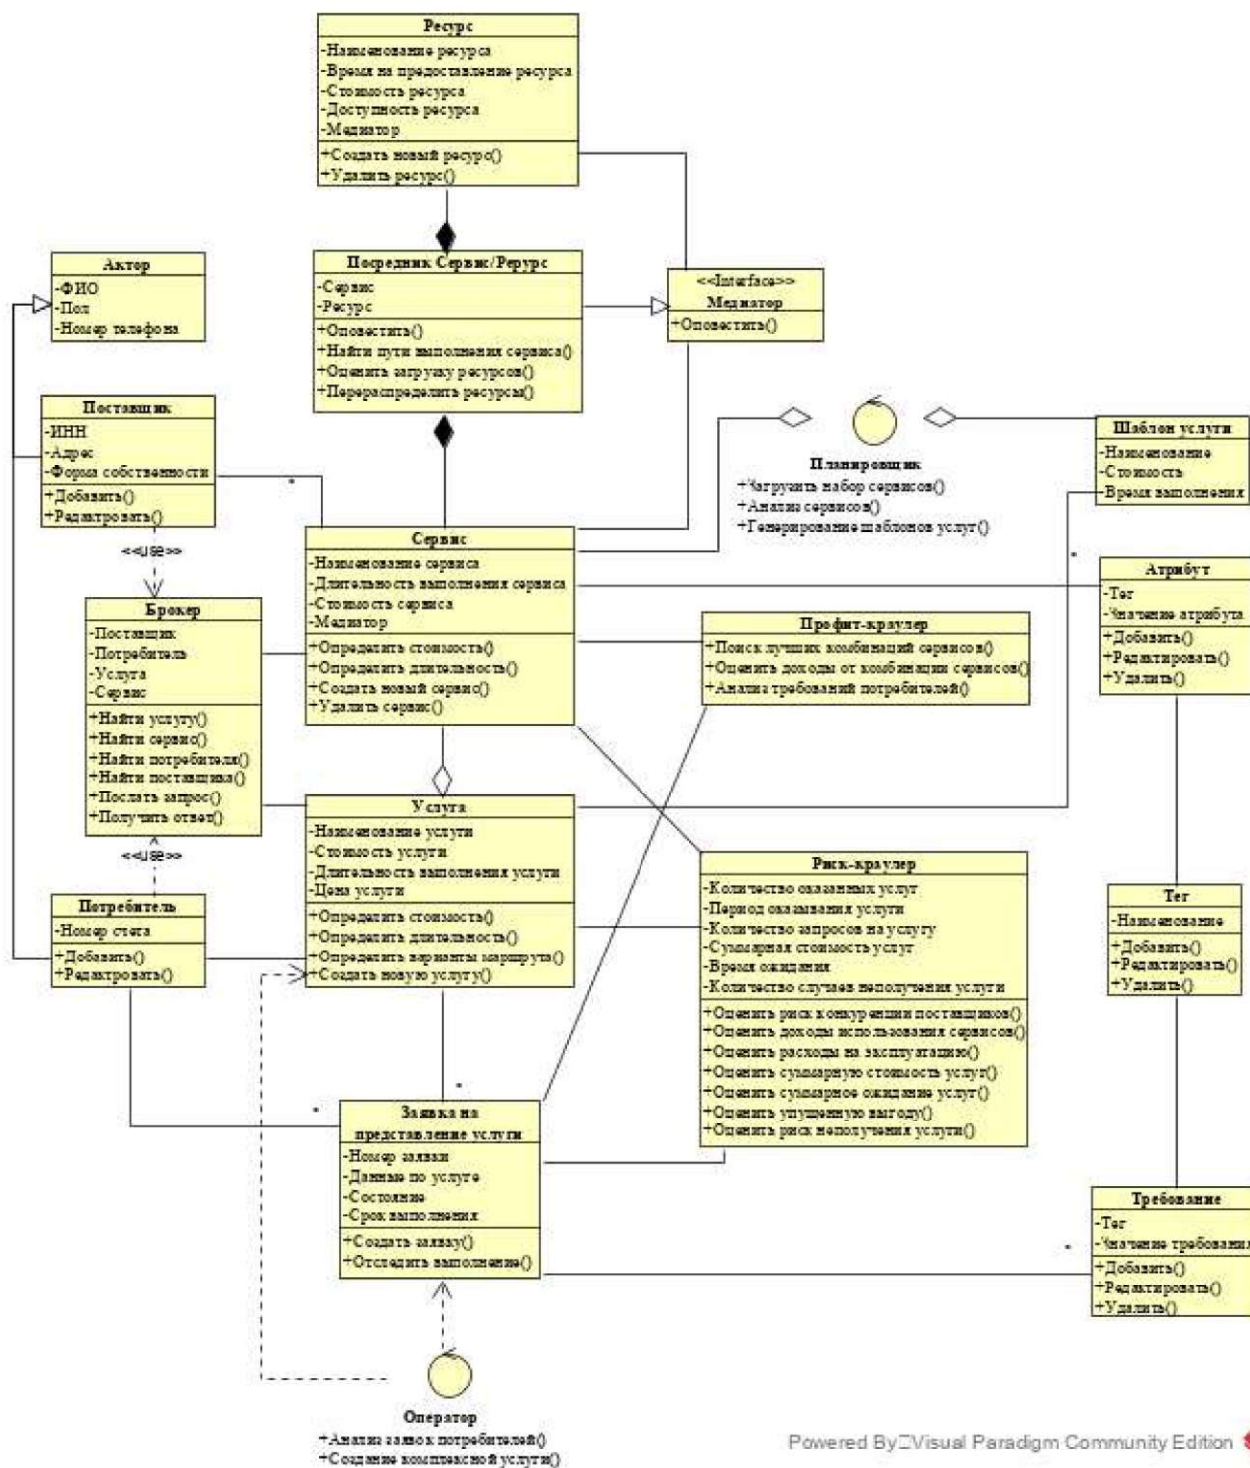 Ресурс
-Наименование ресурса
-Время на предоставление ресурса
-Стоимость ресурса
-Доступность ресурса
-Медиатор
+Создать новый ресурс()
+Удалить ресурс()
Актор
-ФИО
-Пол
-Номер телефона
Посредник Сервис/Рерурс
-Сервис
-Ресурс
+Оповестить()
+Найти пути выполнения сервиса()
+Оценить загрузку ресурсов()
+Перераспределить ресурсы()
<<Interface>>
Медиатор
+Оповестить()
Поставщик
-ИНН
-Адрес
-Форма собственности
+Добавить()
+Редактровать()
*
<<use>>
Планировщик
+Загрузить набор сервисов()
+Анализ сервисов()
+Генерирование шаблонов услуг()
Шаблон услуги
-Наименование
-Стоимость
-Время выполнения
Сервис
-Наименование сервиса
-Длительность выполнения сервиса
-Стоимость сервиса
-Медиатор
+Определить стоимость()
+Определить длительность()
+Создать новый сервис()
+Удалить сервис()
*
Атрибут
-Тег
-Значение атрибута
+Добавить()
+Редактировать()
+Удалить()
Брокер
-Поставщик
-Потребитель
-Услуга
-Сервис
+Найти услугу()
+Найти сервис()
+Найти потребителя()
+Найти поставщика()
+Послать запрос()
+Получить ответ()
<<use>>
Профит-краулер
+Поиск лучших комбинаций сервисов()
+Оценить доходы от комбинации сервисов()
+Анализ требований потребителей()
Услуга
-Наименование услуги
-Стоимость услуги
-Длительность выполнения услуги
-Цена услуги
+Определить стоимость()
+Определить длительность()
+Определить варианты маршрута()
+Создать новую услугу()
Риск-краулер
-Количество оказанных услуг
-Период оказывания услуги
-Количество запросов на услугу
-Суммарная стоимость услуг
-Время ожидания
-Количество случаев неполучения услуги
+Оценить риск конкуренции поставщиков()
+Оценить доходы использования сервисов()
+Оценить расходы на эксплуатацию()
+Оценить суммарную стоимость услуг()
+Оценить суммарное ожидание услуг()
+Оценить упущенную выгоду()
+Оценить риск неполучения услуги()
Потребитель
-Номер счета
+Добавить()
+Редактровать()
Тег
-Наименование
+Добавить()
+Редактировать()
+Удалить()
*
*
Заявка на
представление услуги
-Номер заявки
-Данные по услуге
-Состояние
-Срок выполнения
+Создать заявку()
+Отследить выполнение()
*
Требование
-Тег
-Значение требования
+Добавить()
+Редактировать()
+Удалить()
Оператор
+Анализ заявок потребителей()
+Создание комплексной услуги()
Powered By Visual Paradigm Community Edition